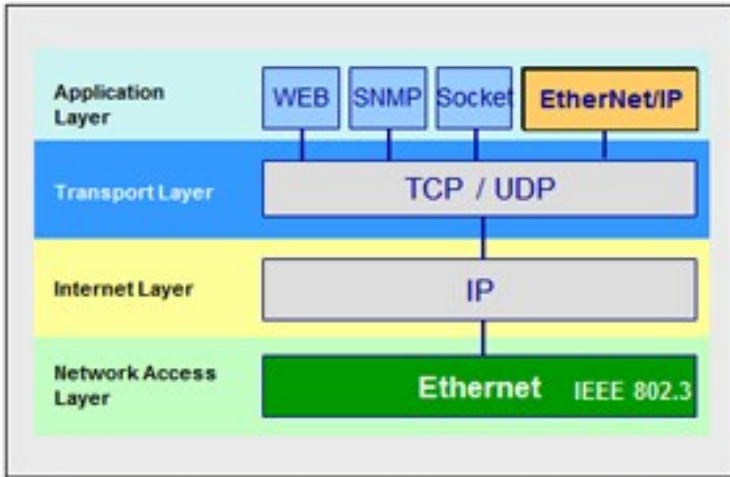 Application
Layer
WEB
SNMP
Socket
EtherNet/IP
Transport Layer
TCP / UDP
Internet Layer
IP
Network Access
Layer
Ethernet IEEE 802.3